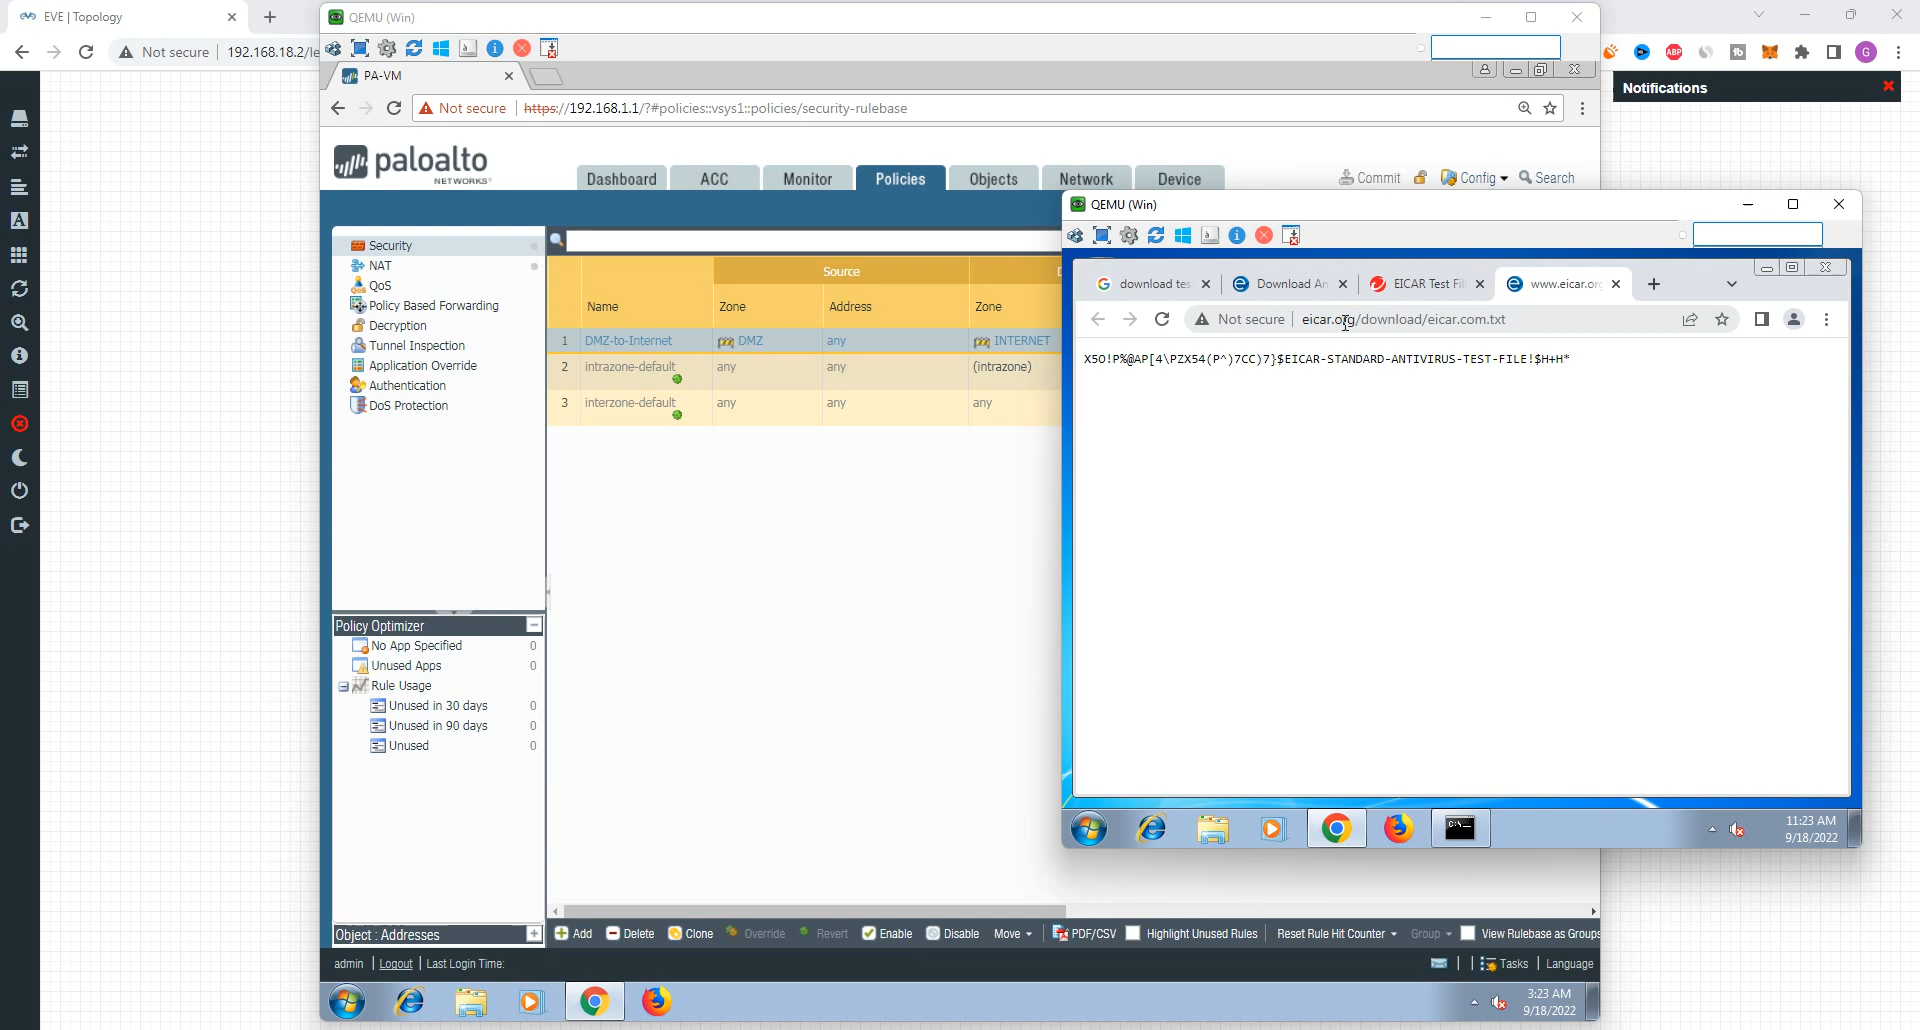 EVE | Topology
Not secure 192.168.18.2/le
QEMU (Win)
PA-VM
Not secure https://192.168.1.1/?#policies::vsys1::policies/security-rulebase
paloalto
NETWORKS
Dashboard ACC Monitor Policies Objects Network Device
Commit Config Search
Notifications
ABP
G
Security
NAT
QoS
Policy Based Forwarding
Decryption
Tunnel Inspection
Application Override
Authentication
DoS Protection
Source
Name Zone Address Zone
1 DMZ-to-Internet DMZ any INTERNET
2 intrazone-default any any (intrazone)
3 interzone-default any any any
Policy Optimizer
No App Specified 0
Unused Apps 0
Rule Usage
Unused in 30 days 0
Unused in 90 days 0
Unused 0
Object : Addresses
Add Delete Clone Override Revert Enable Disable Move PDF/CSV Highlight Unused Rules Reset Rule Hit Counter Group View Rulebase as Groups
admin Logout Last Login Time:
Tasks Language
3:23 AM
9/18/2022
QEMU (Win)
download tes Download An EICAR Test Fil www.eicar.or
Not secure eicar.org/download/eicar.com.txt
X5O!P%@AP[4\PZX54(P^)7CC)7}$EICAR-STANDARD-ANTIVIRUS-TEST-FILE!$H+H*
11:23 AM
9/18/2022